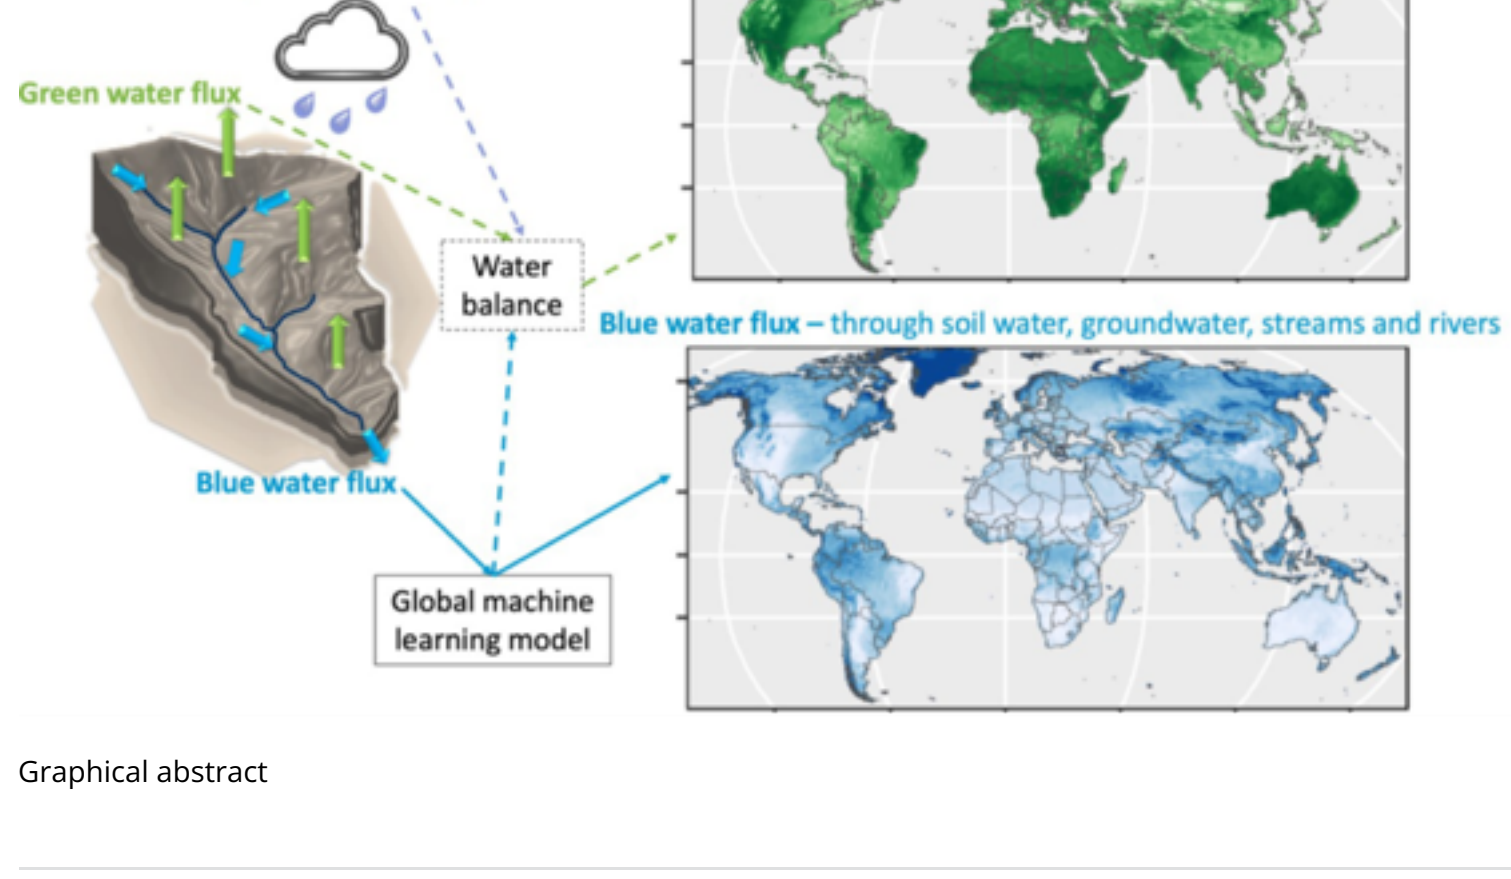 Green water flux
Water
balance
Blue water flux – through soil water, groundwater, streams and rivers
Blue water flux
Global machine
learning model
Graphical abstract